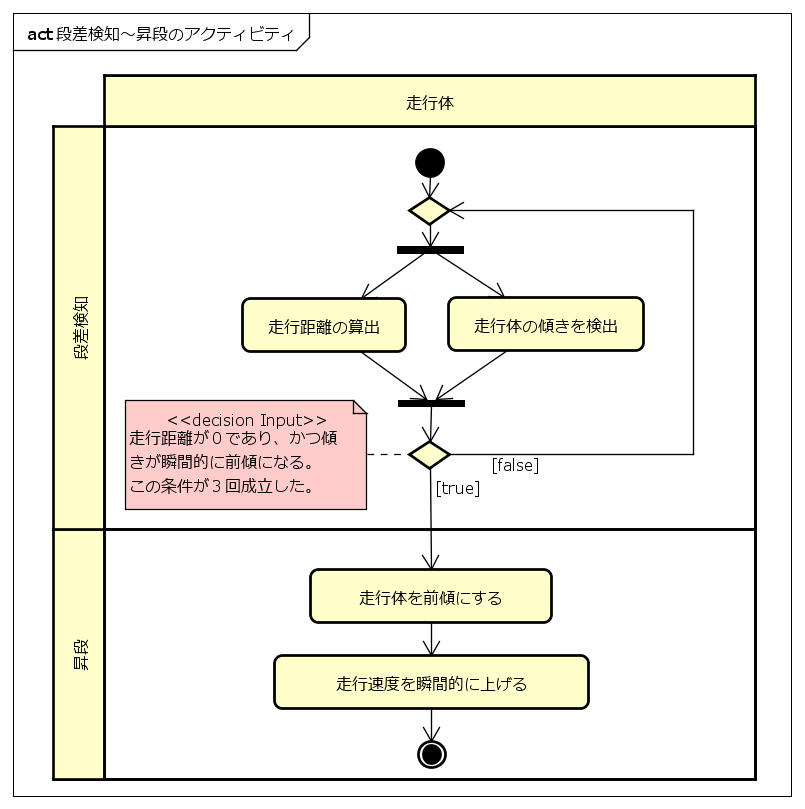 act 段差検知～昇段のアクティビティ
走行体
段差検知
走行距離の算出
走行体の傾きを検出
<<decision Input>>
走行距離が０であり、かつ傾
きが瞬間的に前傾になる。
この条件が３回成立した。
[false]
[true]
昇段
走行体を前傾にする
走行速度を瞬間的に上げる